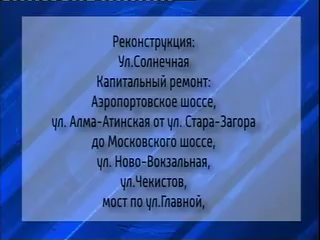 Реконструкция:
Ул.Солнечная
Капитальный ремонт:
Аэропортовское шоссе,
ул. Алма-Атинская от ул. Стара-Загора
до Московского шоссе,
ул. Ново-Вокзальная,
ул.Чекистов,
мост по ул.Главной,